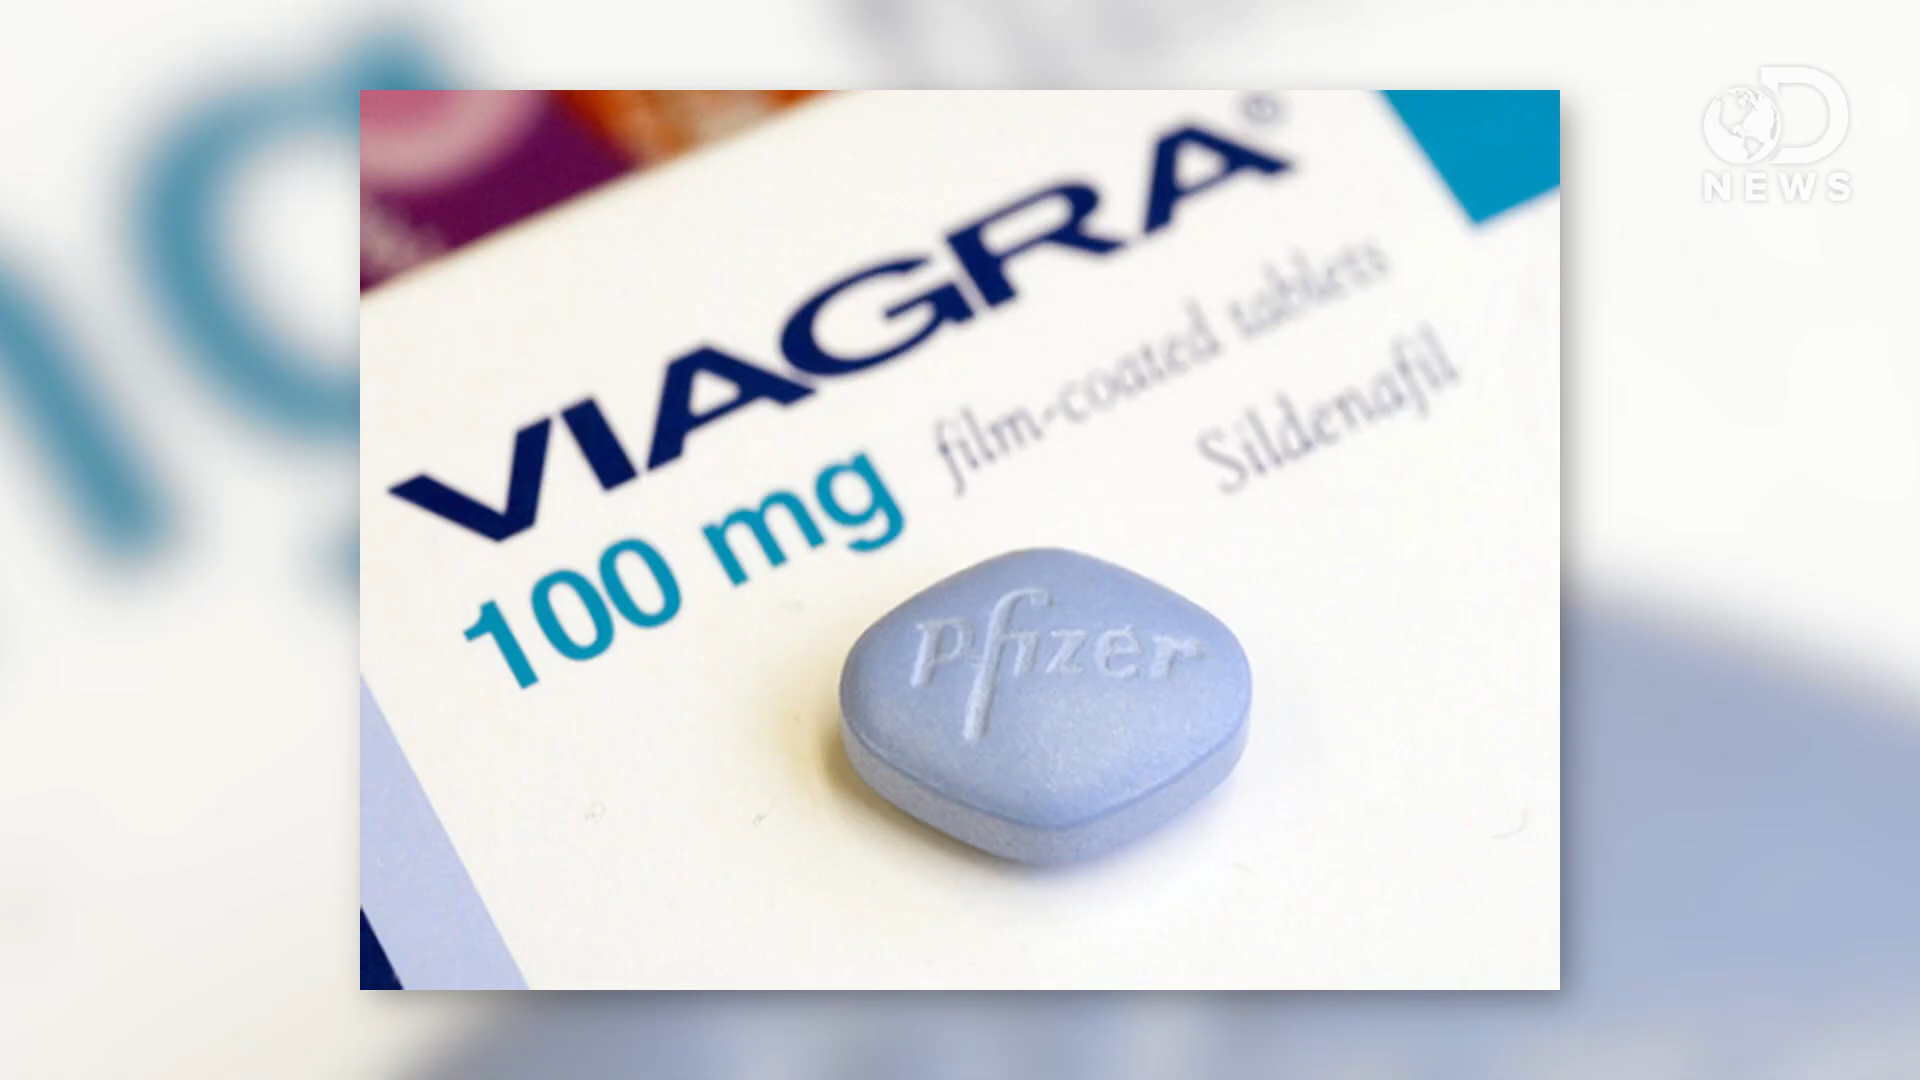 VIAGRA®
100 mg film-coated tablets
Sildenafil
Pfizer
D
NEWS